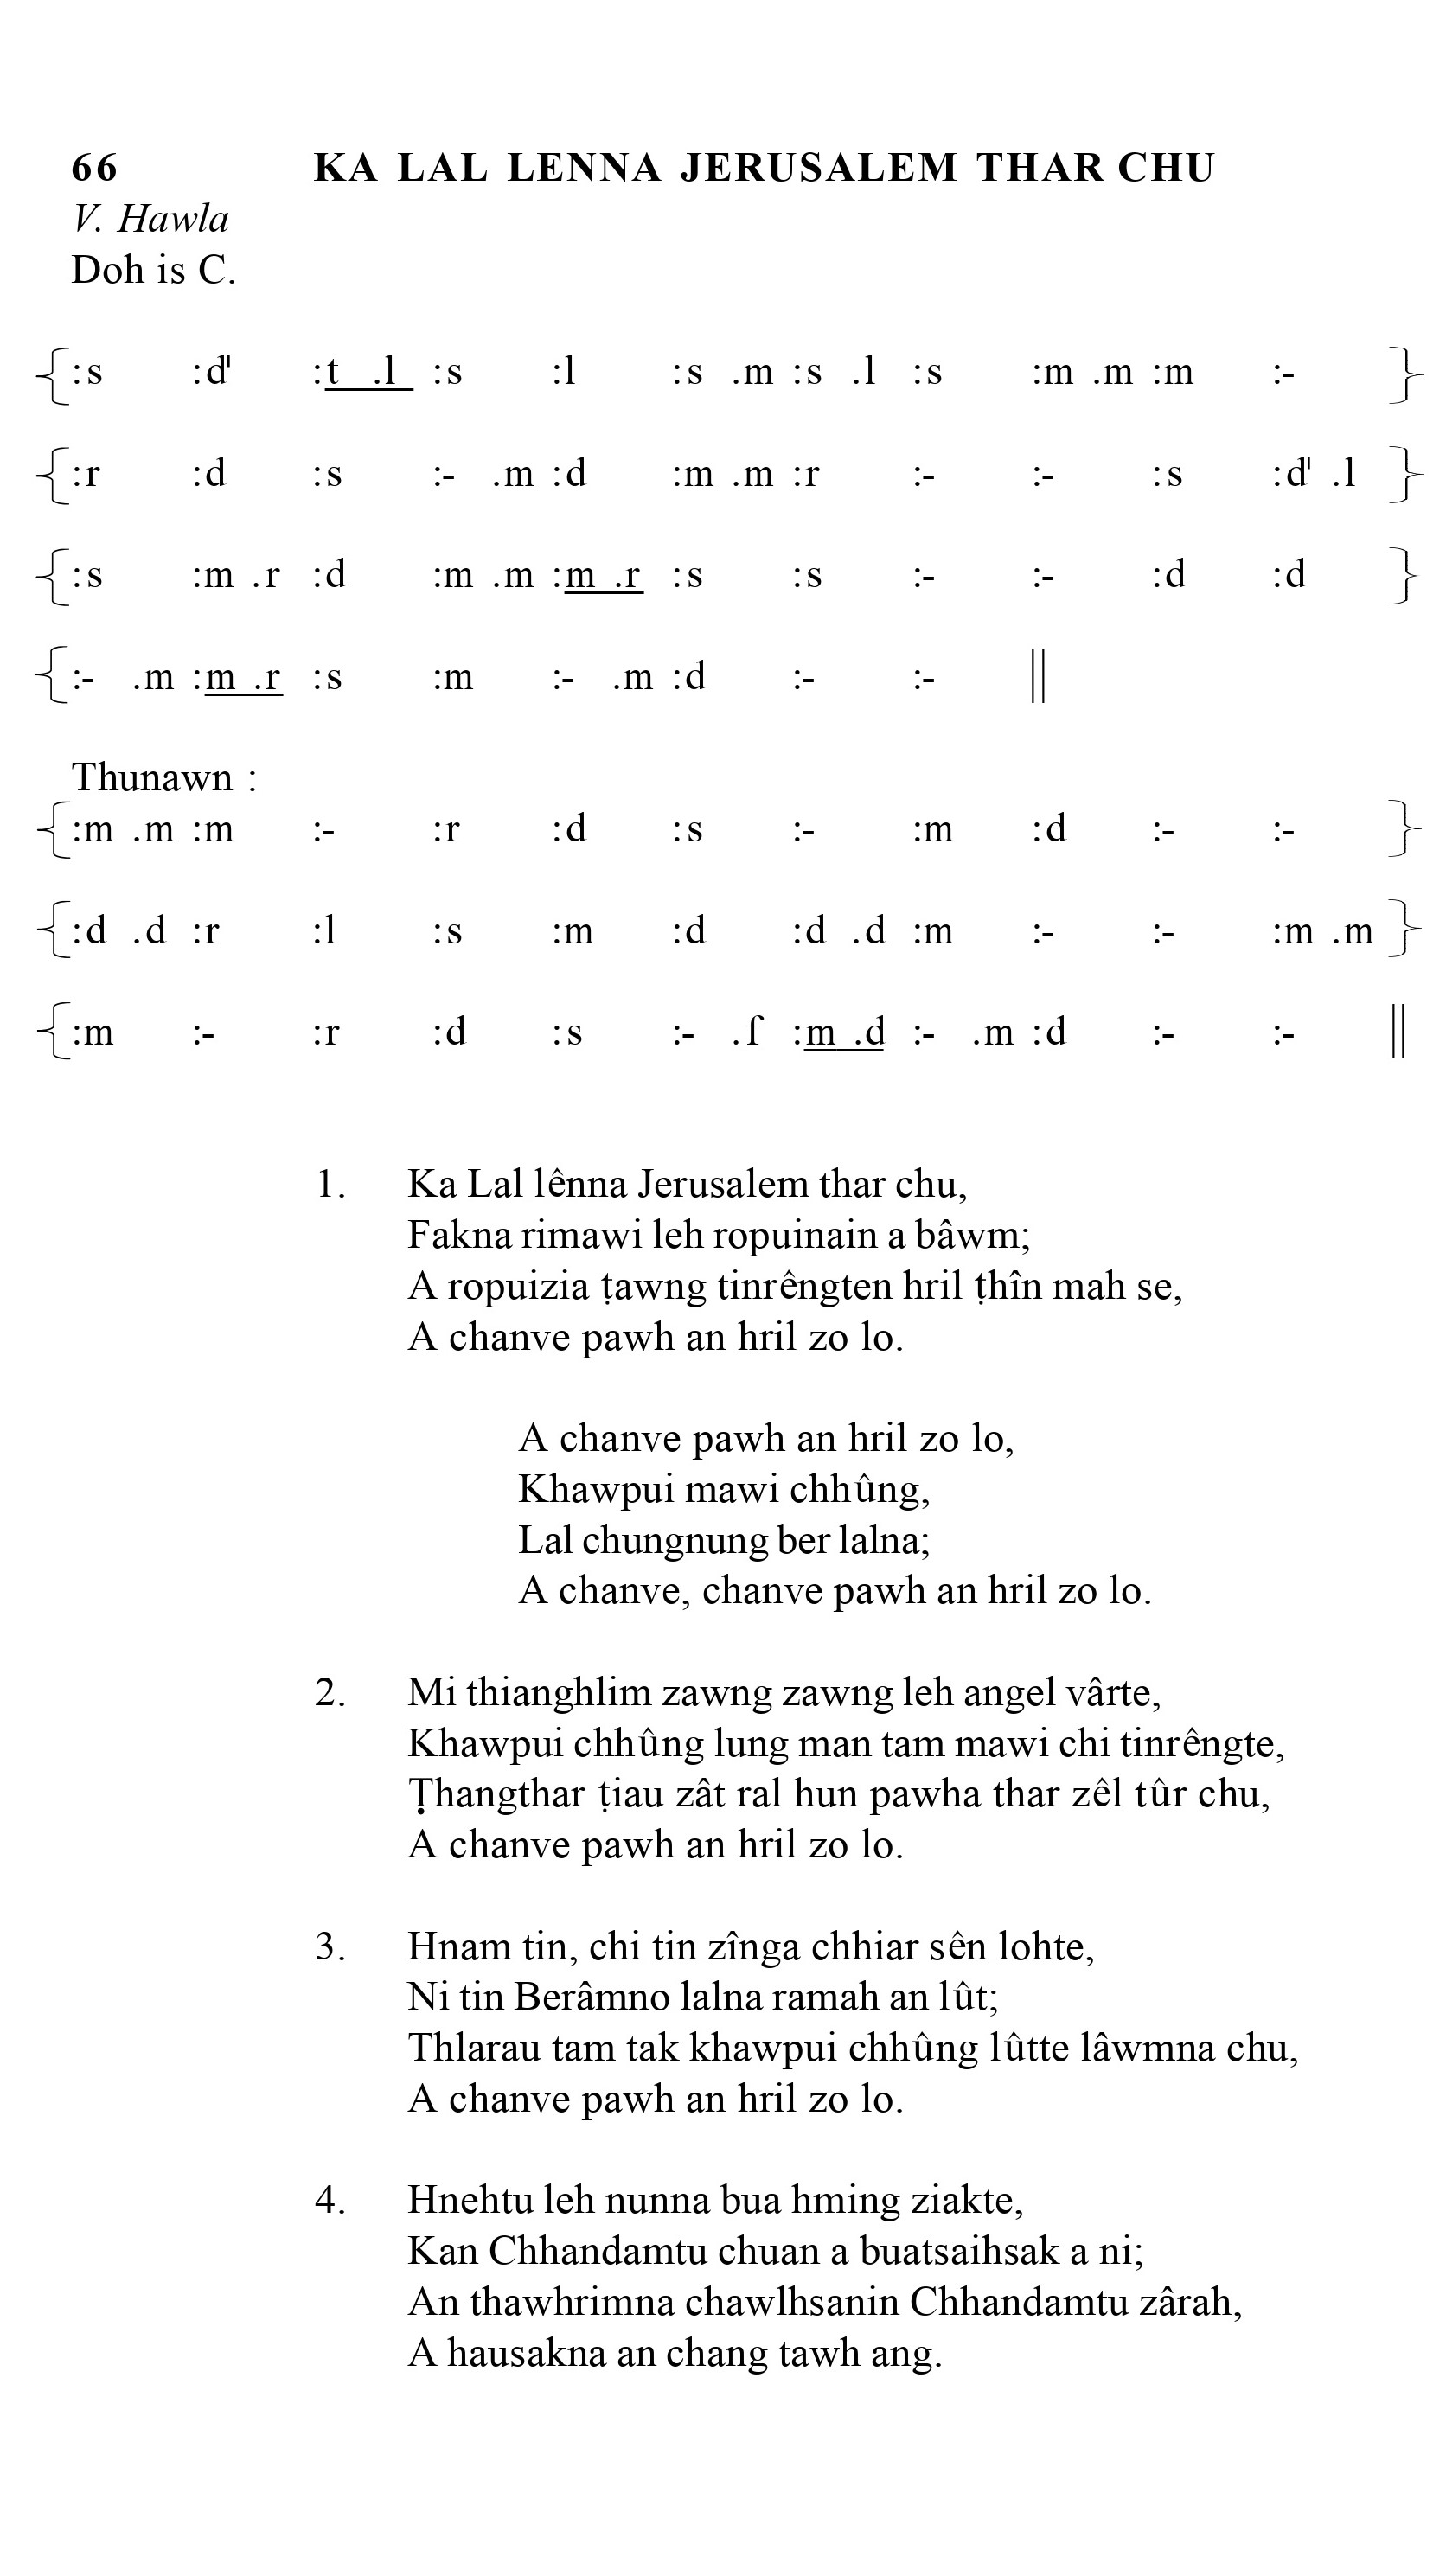 66 KA LAL LENNA JERUSALEM THAR CHU
V. Hawla
Doh is C.
{:s :d' :t .l :s :l :s .m :s .l :s :m .m :m :- }
{:r :d :s :- .m :d :m .m :r :- :- :s :d' .l }
{:s :m .r :d :m .m :m .r :s :s :- :- :d :d }
{:- .m :m .r :s :m :- .m :d :- :- ||
Thunawn :
{:m .m :m :- :r :d :s :- :m :d :- :- }
{:d .d :r :l :s :m :d :d .d :m :- :- :m .m }
{:m :- :r :d :s :- .f :m .d :- .m :d :- :- ||
1. Ka Lal lênna Jerusalem thar chu,
Fakna rimawi leh ropuinain a bâwm;
A ropuizia ṭawng tinrêngten hril ṭhîn mah se,
A chanve pawh an hril zo lo.
A chanve pawh an hril zo lo,
Khawpui mawi chhûng,
Lal chungnung ber lalna;
A chanve, chanve pawh an hril zo lo.
2. Mi thianghlim zawng zawng leh angel vârte,
Khawpui chhûng lung man tam mawi chi tinrêngte,
Ṭhangthar ṭiau zât ral hun pawha thar zêl tûr chu,
A chanve pawh an hril zo lo.
3. Hnam tin, chi tin zînga chhiar sên lohte,
Ni tin Berâmno lalna ramah an lût;
Thlarau tam tak khawpui chhûng lûtte lâwmna chu,
A chanve pawh an hril zo lo.
4. Hnehtu leh nunna bua hming ziakte,
Kan Chhandamtu chuan a buatsaihsak a ni;
An thawhrimna chawlhsanin Chhandamtu zârah,
A hausakna an chang tawh ang.